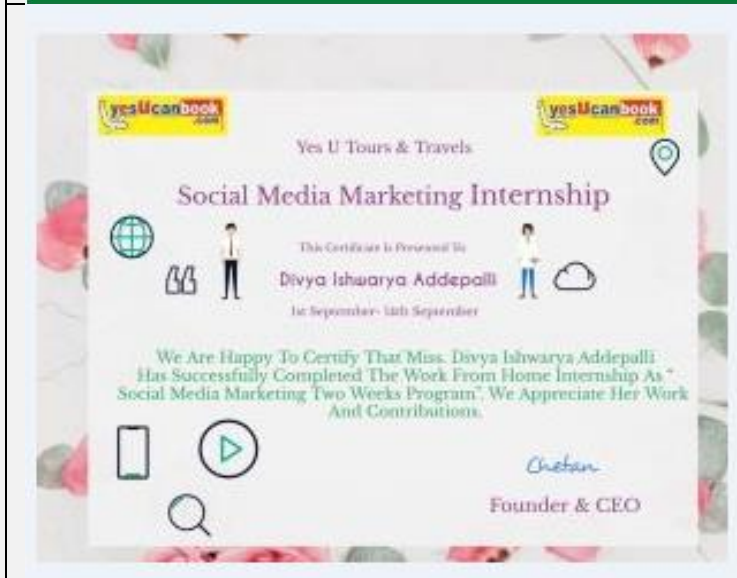 yesUcanbook
.com
yesUcanbook
.com
Yes U Tours & Travels
Social Media Marketing Internship
This Certificate Is Presented To
Divya Ishwarya Addepalli
1st September- 14th September
We Are Happy To Certify That Miss. Divya Ishwarya Addepalli
Has Successfully Completed The Work From Home Internship As "
Social Media Marketing Two Weeks Program". We Appreciate Her Work
And Contributions.
Chetan
Founder & CEO